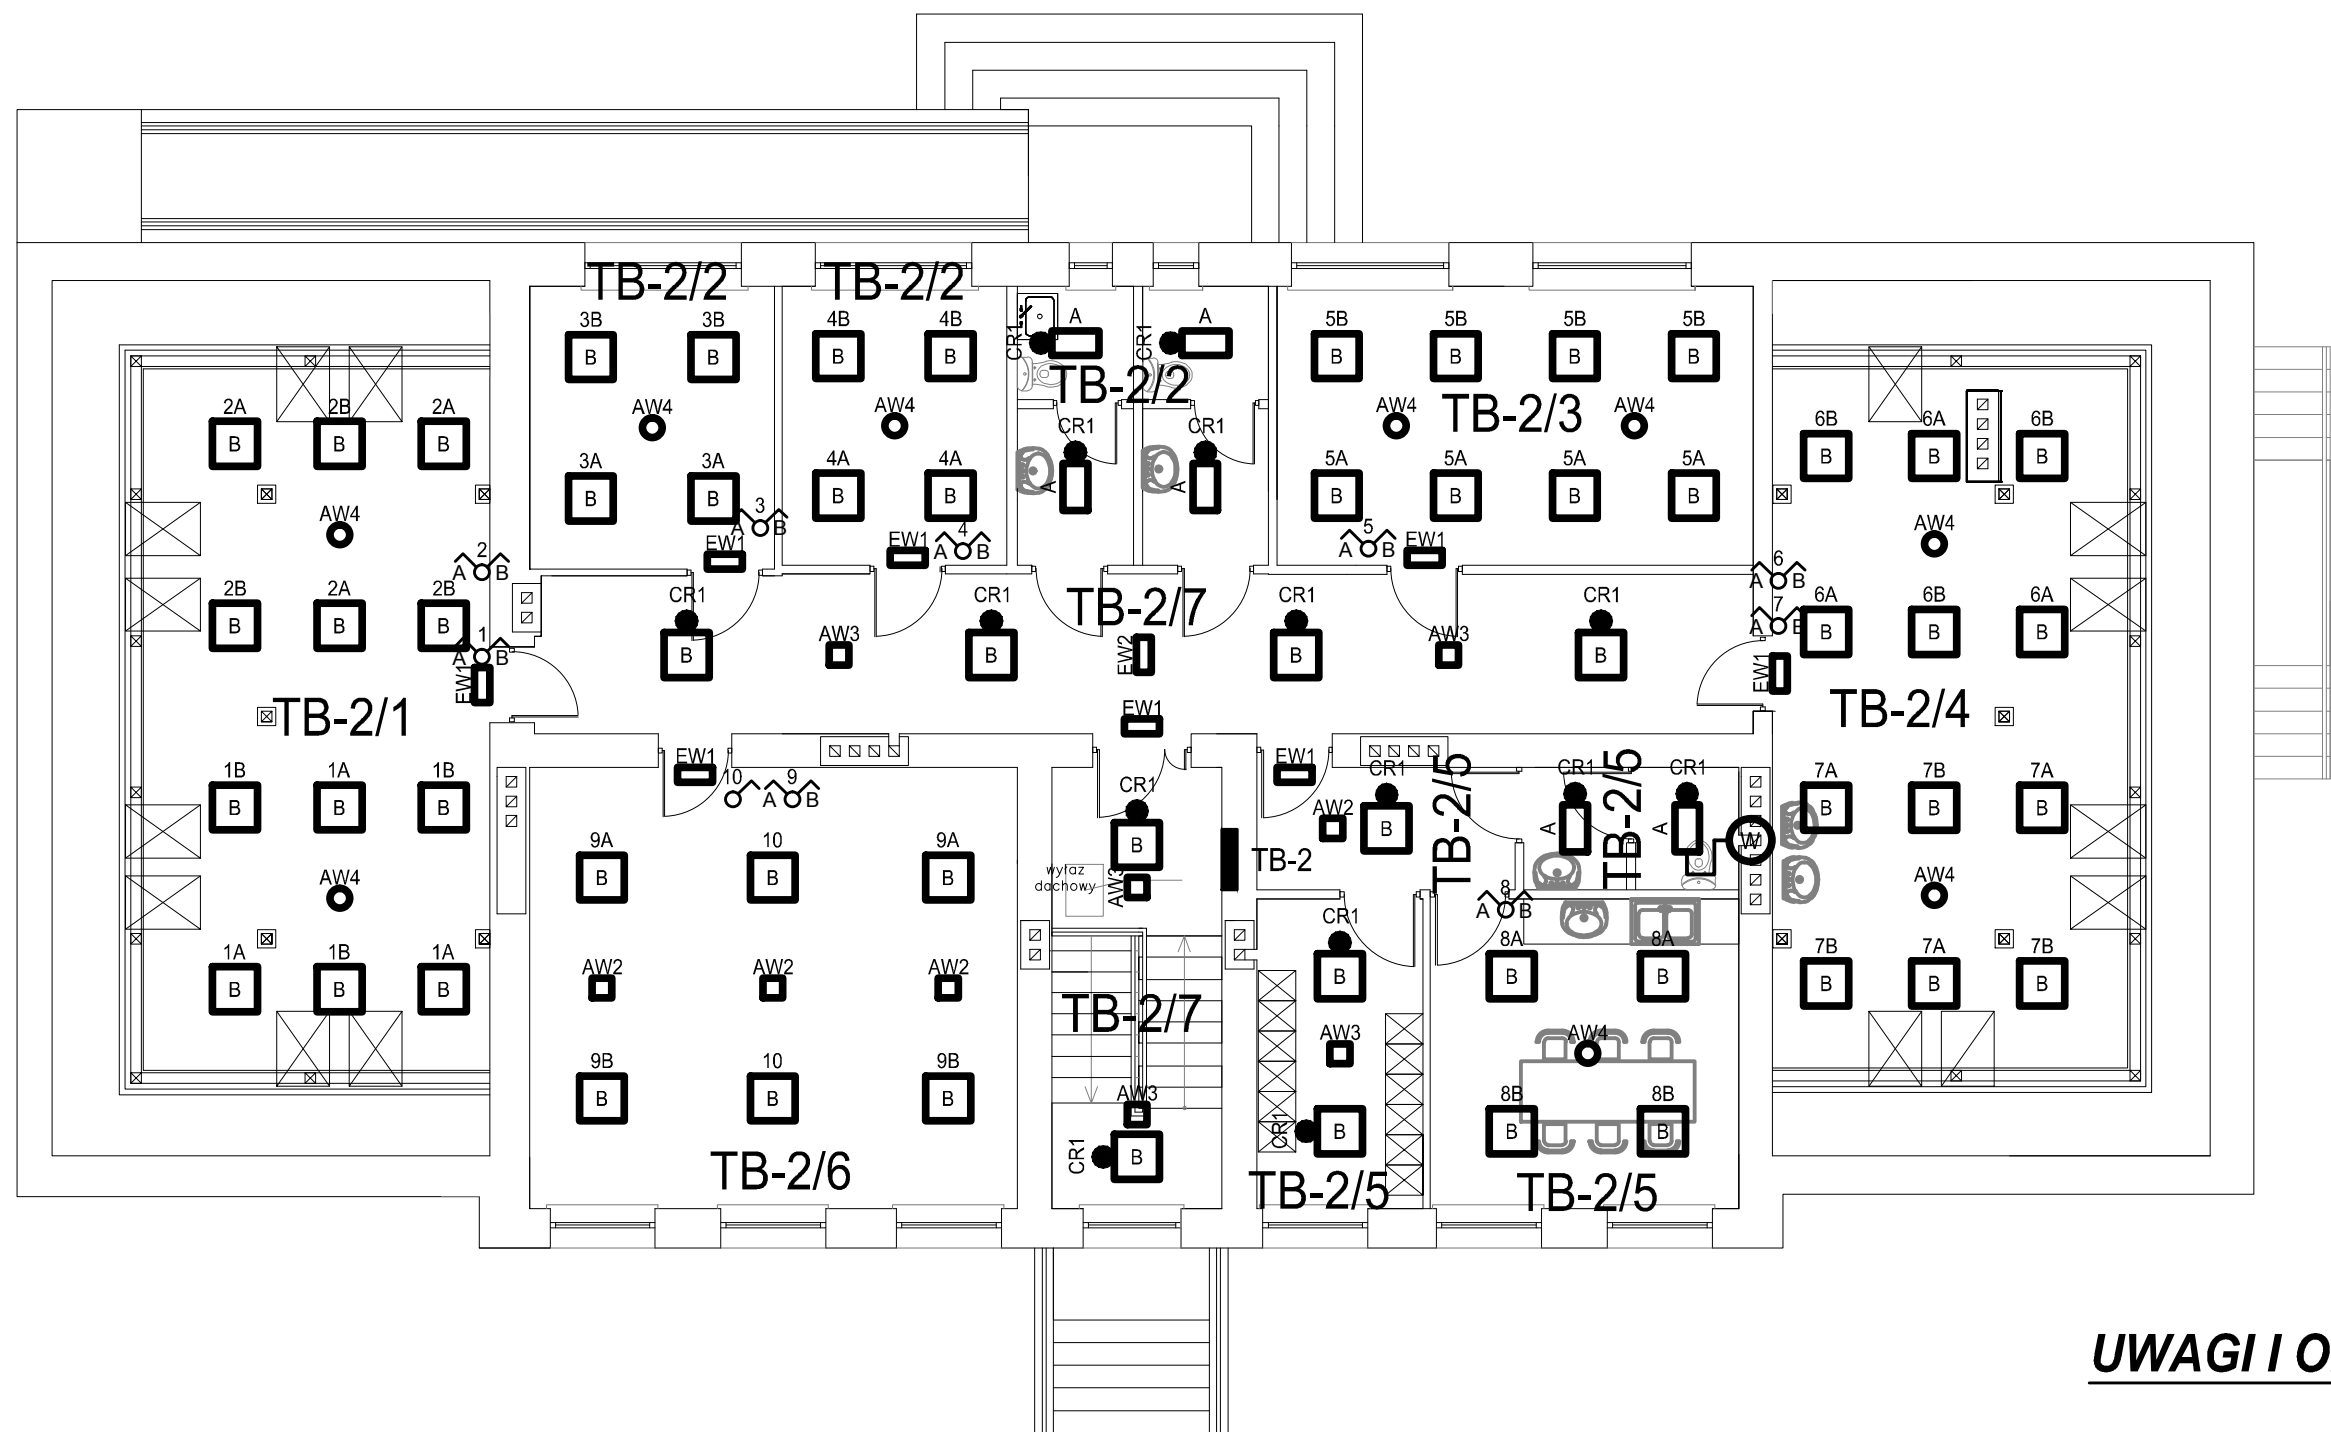 TB-2/2 TB-2/2
3B 3B 4B 4B A A 5B 5B 5B 5B
B B B B CR1 CR1 B B B B
TB-2/2
2A 2B 2A AW4 AW4 CR1 CR1 AW4 TB-2/3 AW4 6B 6A 6B
B B B B B B
3A 3A 4A 4A 5A 5A 5A 5A
B B B B A A B B B B
AW4 3 A B 4 A B 5 A B AW4
EW1 EW1 EW1
2 A B 6 A B
2B 2A 2B CR1 CR1 TB-2/7 CR1 CR1 7 A B 6A 6B 6A
B B B B B B
1 A B AW3 AW3
EW1 B B EW2 B B EW1
TB-2/1 EW1 TB-2/4
EW1 EW1
1B 1A 1B 10 9 A B CR1 CR1 TB-2/5 CR1 TB-2/5 CR1 7A 7B 7A
B B B AW2 B B B
9A 10 9A B B A A W
B B B TB-2
wyłaz
dachowy
AW4 AW3 8 A B AW4
CR1
1A 1B 1A AW2 AW2 AW2 8A 8A 7B 7A 7B
B B B B B B B B B
TB-2/7
AW3 AW4
9B 10 9B AW3 8B 8B
B B B CR1 B B B
CR1 B
TB-2/6 TB-2/5 TB-2/5
UWAGI I O